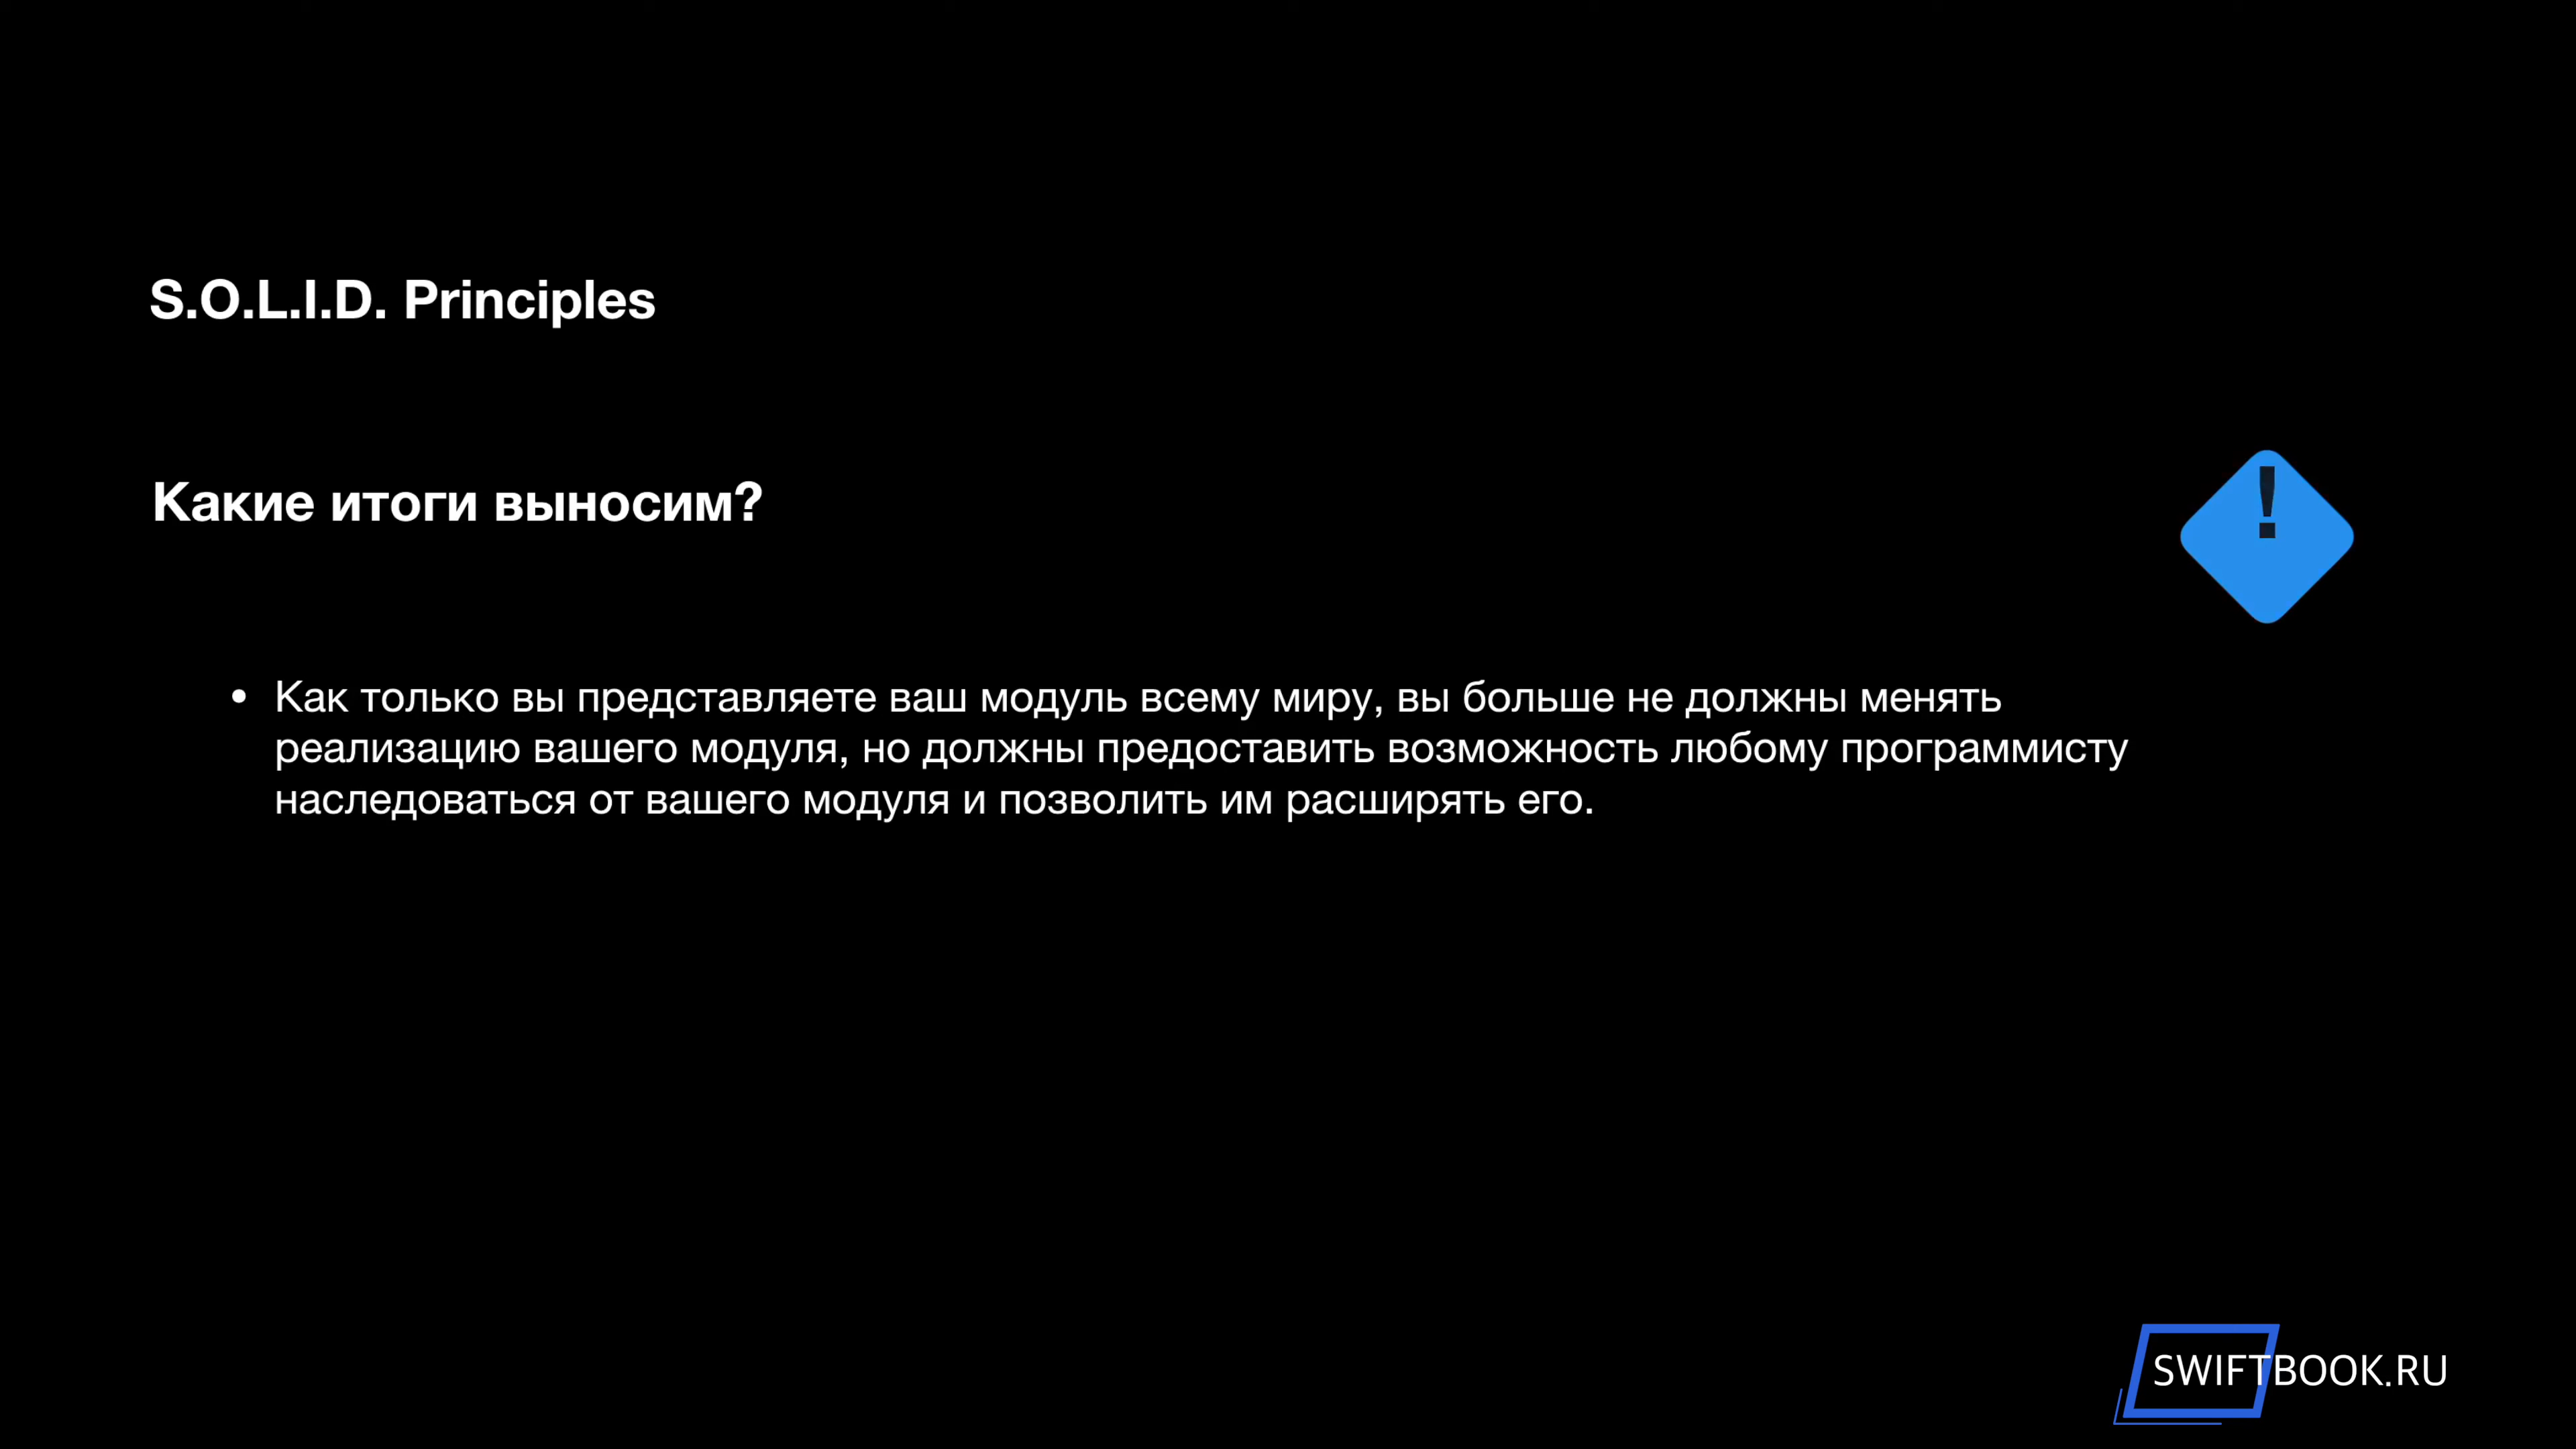 S.O.L.I.D. Principles
Какие итоги выносим?
!
• Как только вы представляете ваш модуль всему миру, вы больше не должны менять
реализацию вашего модуля, но должны предоставить возможность любому программисту
наследоваться от вашего модуля и позволить им расширять его.
SWIFTBOOK.RU